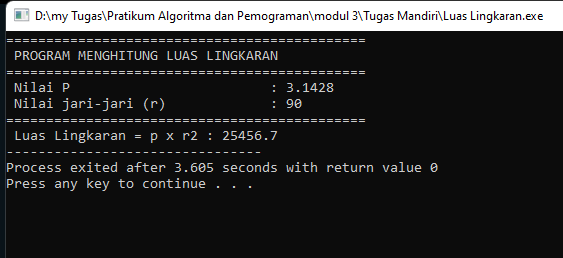 D:\my Tugas\Pratikum Algoritma dan Pemograman\modul 3\Tugas Mandiri\Luas Lingkaran.exe
=============================================
PROGRAM MENGHITUNG LUAS LINGKARAN
=============================================
Nilai P                         : 3.1428
Nilai jari-jari (r)             : 90
=============================================
Luas Lingkaran = p x r2 : 25456.7
--------------------------------
Process exited after 3.605 seconds with return value 0
Press any key to continue . . .